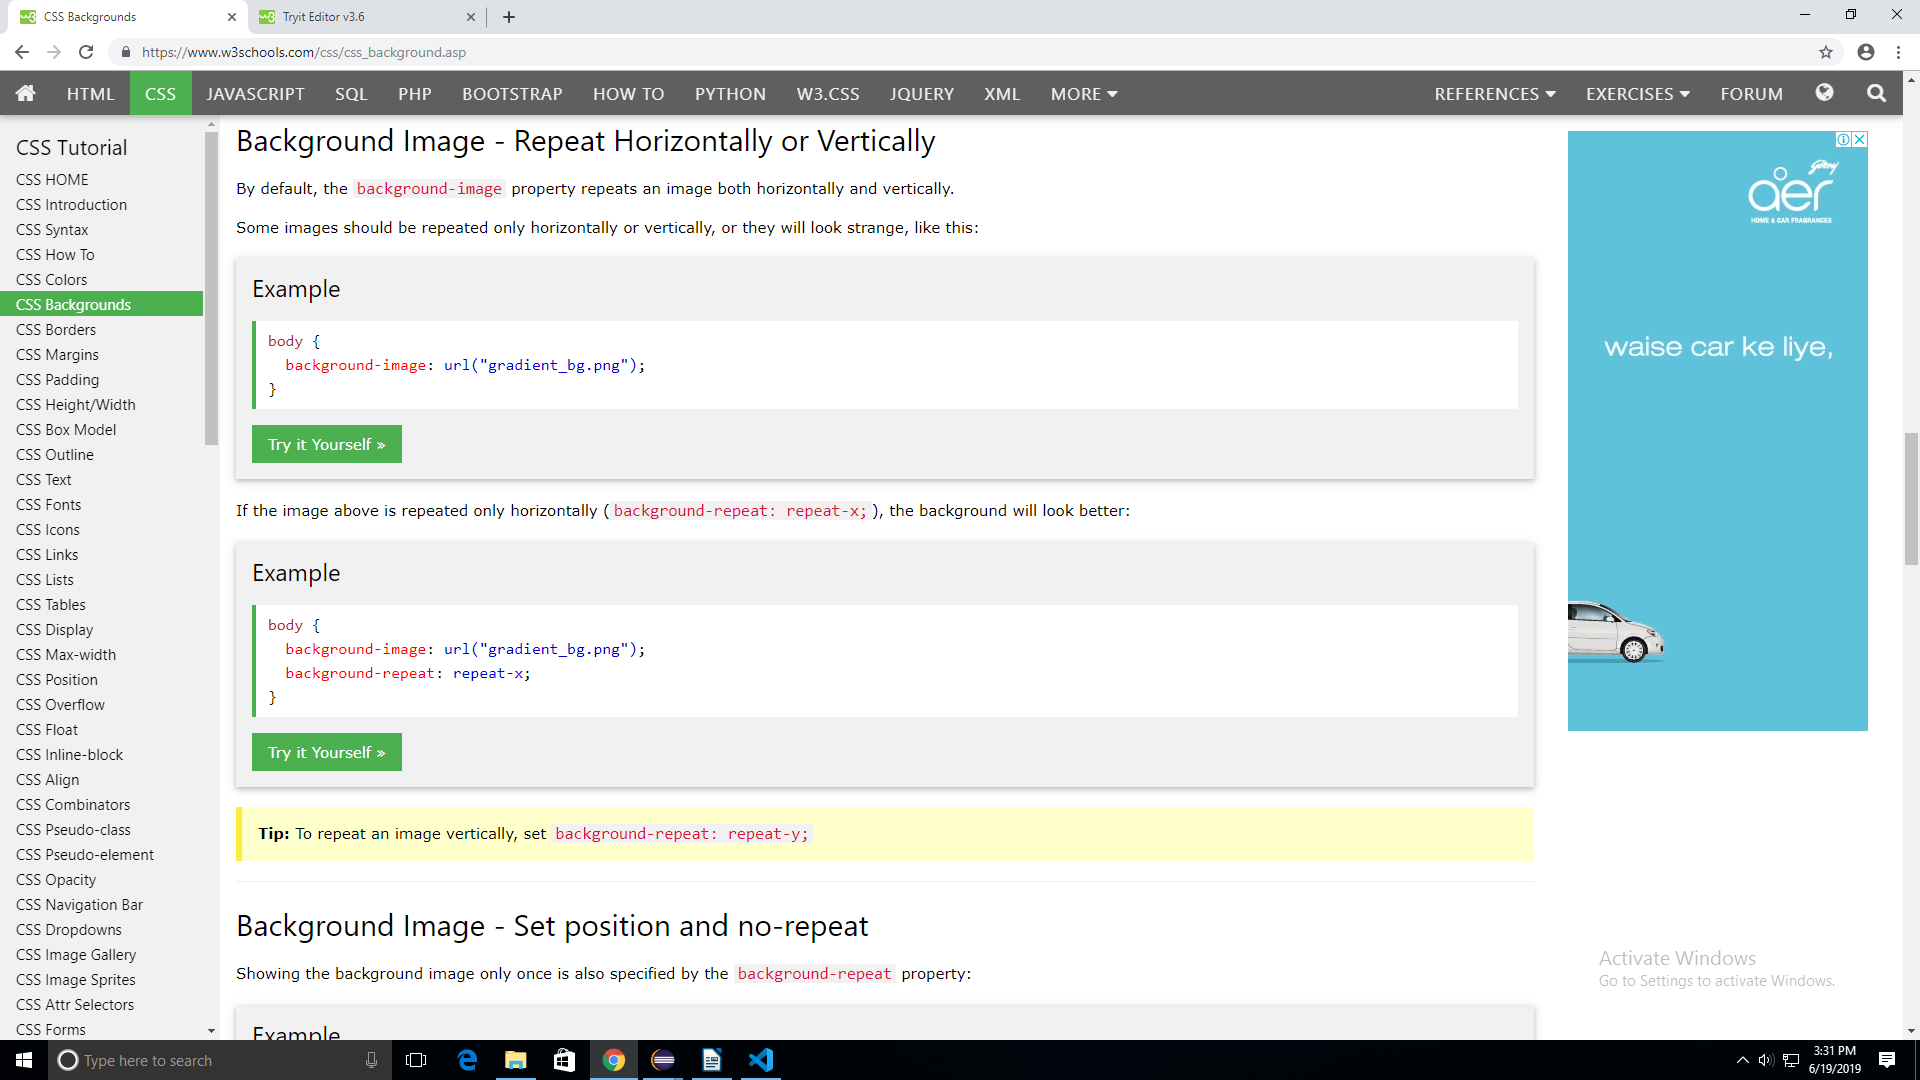 CSS Backgrounds
Tryit Editor v3.6
https://www.w3schools.com/css/css_background.asp
HTML CSS JAVASCRIPT SQL PHP BOOTSTRAP HOW TO PYTHON W3.CSS JQUERY XML MORE REFERENCES EXERCISES FORUM
CSS Tutorial
CSS HOME
CSS Introduction
CSS Syntax
CSS How To
CSS Colors
CSS Backgrounds
CSS Borders
CSS Margins
CSS Padding
CSS Height/Width
CSS Box Model
CSS Outline
CSS Text
CSS Fonts
CSS Icons
CSS Links
CSS Lists
CSS Tables
CSS Display
CSS Max-width
CSS Position
CSS Overflow
CSS Float
CSS Inline-block
CSS Align
CSS Combinators
CSS Pseudo-class
CSS Pseudo-element
CSS Opacity
CSS Navigation Bar
CSS Dropdowns
CSS Image Gallery
CSS Image Sprites
CSS Attr Selectors
CSS Forms
Background Image - Repeat Horizontally or Vertically
By default, the background-image property repeats an image both horizontally and vertically.
Some images should be repeated only horizontally or vertically, or they will look strange, like this:
Example
body {
background-image: url("gradient_bg.png");
}
Try it Yourself »
If the image above is repeated only horizontally (background-repeat: repeat-x;), the background will look better:
Example
body {
background-image: url("gradient_bg.png");
background-repeat: repeat-x;
}
Try it Yourself »
Tip: To repeat an image vertically, set background-repeat: repeat-y;
Background Image - Set position and no-repeat
Showing the background image only once is also specified by the background-repeat property:
Example
Godrej
aer
HOME & CAR FRAGRANCES
waise car ke liye,
Activate Windows
Go to Settings to activate Windows.
Type here to search
3:31 PM
6/19/2019